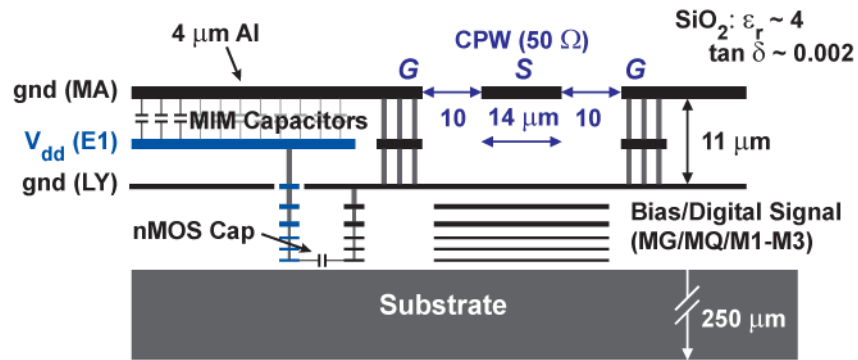 4 μm Al
CPW (50 Ω)
SiO₂: εᵣ ~ 4
tan δ ~ 0.002
G
S
G
gnd (MA)
MIM Capacitors
10
14 μm
10
11 μm
V_dd (E1)
gnd (LY)
nMOS Cap
Bias/Digital Signal
(MG/MQ/M1-M3)
Substrate
250 μm